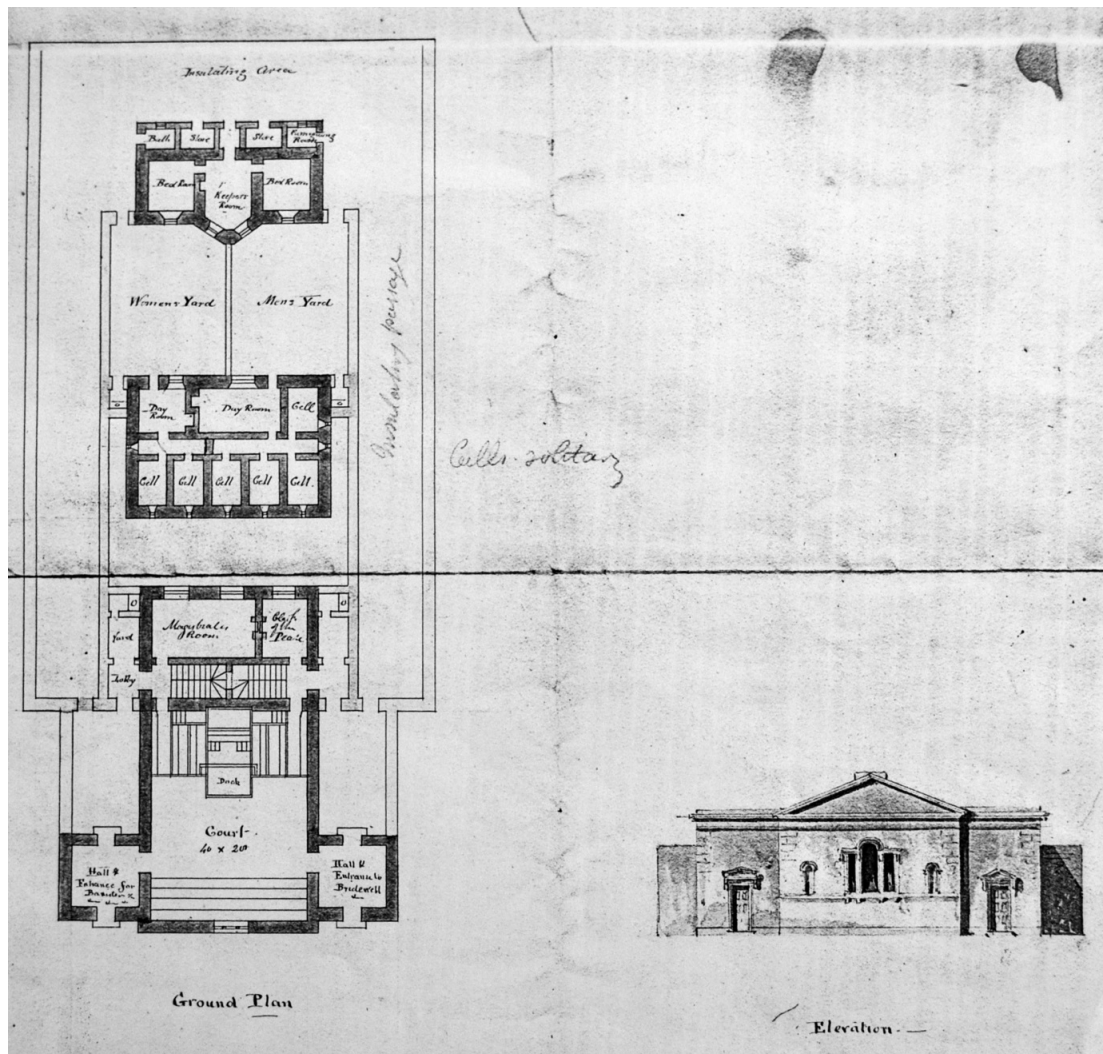 Insulating Area
Bath
Store
Store
Room
Bed Room
Keepers
Room
Bed Room
Womens Yard
Mens Yard
Insulating passage
Day
Room
Day Room
Cell
Cells solitary
Cell
Cell
Cell
Cell
Cell.
Magistrates
Room
Clk of
the
Peace
Yard
Lobby
Dock
Court
40 x 20
Hall &
Entrance for
Hall &
Entrance to
Bridewell
Ground Plan
Elevation